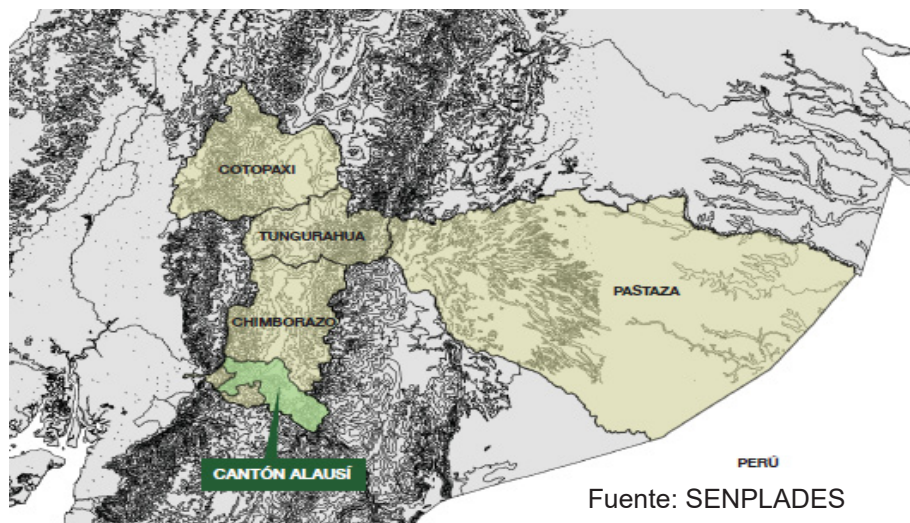 COTOPAXI
TUNGURAHUA
PASTAZA
CHIMBORAZO
CANTÓN ALAUSÍ
PERÚ
Fuente: SENPLADES